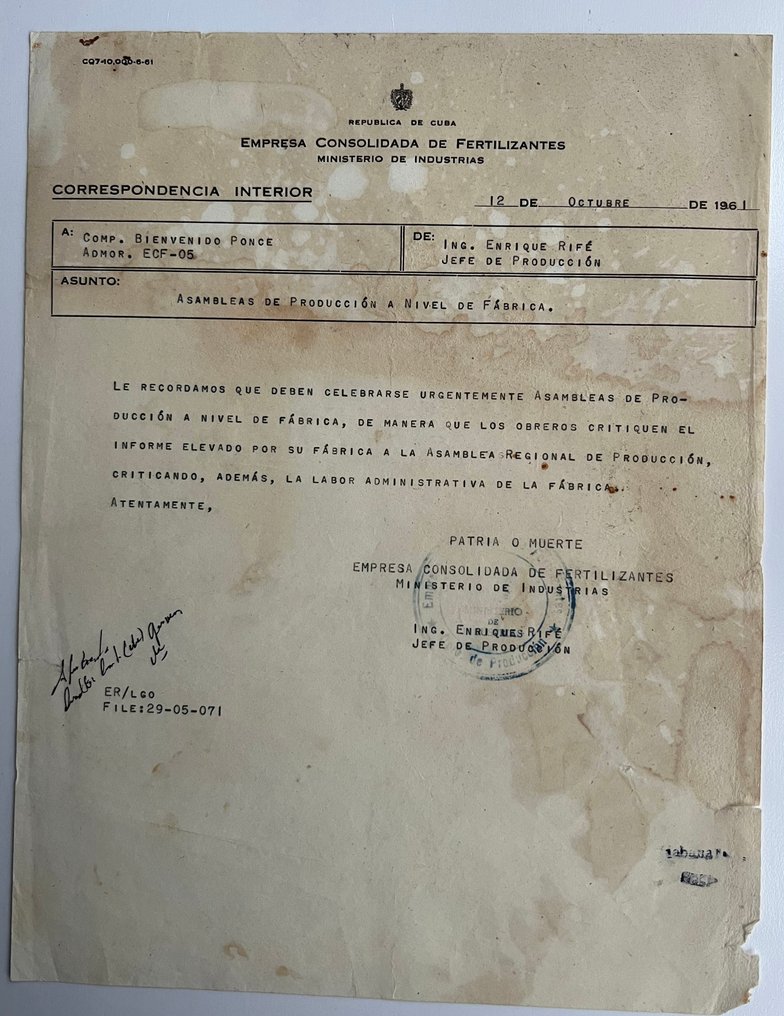 CQ740,000-6-61
REPUBLICA DE CUBA
EMPRESA CONSOLIDADA DE FERTILIZANTES
MINISTERIO DE INDUSTRIAS
CORRESPONDENCIA INTERIOR
12 DE OCTUBRE DE 1961
A: COMP. BIENVENIDO PONCE
ADMOR. ECF-05
DE: ING. ENRIQUE RIFÉ
JEFE DE PRODUCCIÓN
ASUNTO:
ASAMBLEAS DE PRODUCCIÓN A NIVEL DE FÁBRICA.
LE RECORDAMOS QUE DEBEN CELEBRARSE URGENTEMENTE ASAMBLEAS DE PRO-
DUCCIÓN A NIVEL DE FÁBRICA, DE MANERA QUE LOS OBREROS CRITIQUEN EL
INFORME ELEVADO POR SU FÁBRICA A LA ASAMBLEA REGIONAL DE PRODUCCIÓN,
CRITICANDO, ADEMÁS, LA LABOR ADMINISTRATIVA DE LA FÁBRICA.
ATENTAMENTE,
PATRIA O MUERTE
EMPRESA CONSOLIDADA DE FERTILIZANTES
MINISTERIO DE INDUSTRIAS
ING. ENRIQUES RIFÉ
JEFE DE PRODUCCIÓN
de Producción
ER/LGO
FILE:29-05-071